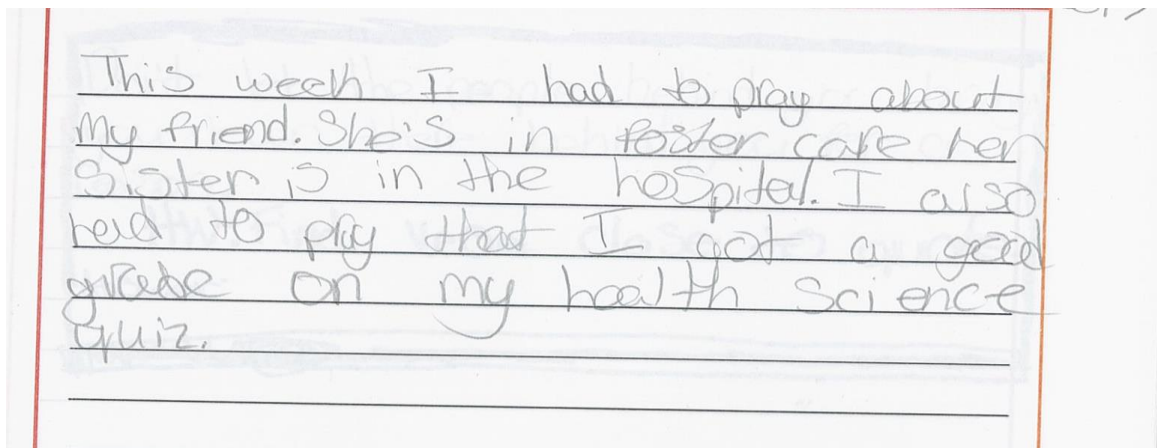 This week I had to pray about
my friend. She's in foster care her
sister is in the hospital. I also
had to pray that I got a good
grade on my health science
quiz.